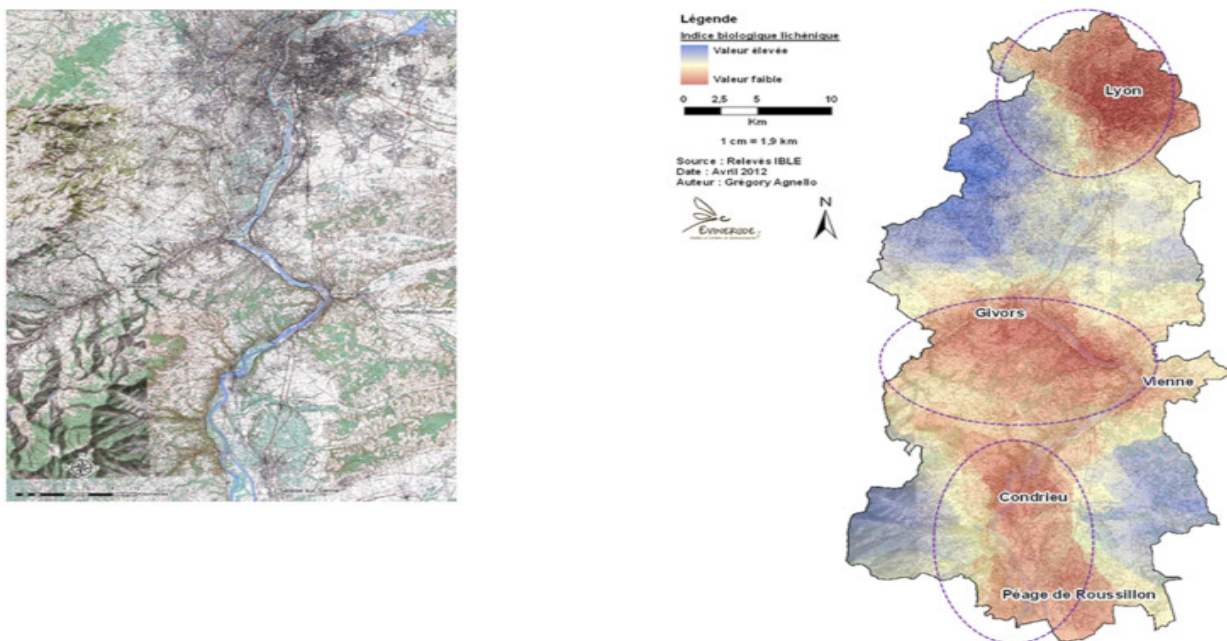 Légende
Indice biologique lichénique
Valeur élevée
Valeur faible
0 2,5 5 10
Km
1 cm = 1,9 km
Source : Relevés IBLE
Date : Avril 2012
Auteur : Grégory Agnello
EVINERUDE
N
Lyon
Givors
Vienne
Condrieu
Péage de Roussillon